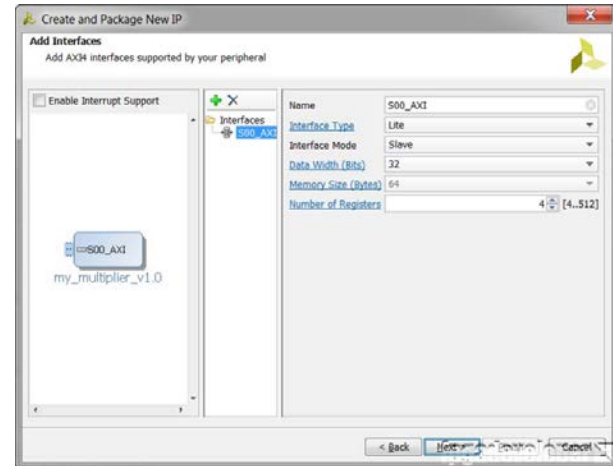 Create and Package New IP
Add Interfaces
Add AXI4 interfaces supported by your peripheral
Enable Interrupt Support
Interfaces
S00_AXI
S00_AXI
my_multiplier_v1.0
Name S00_AXI
Interface Type Lite
Interface Mode Slave
Data Width (Bits) 32
Memory Size (Bytes) 64
Number of Registers 4 [4..512]
< Back Next > Cancel